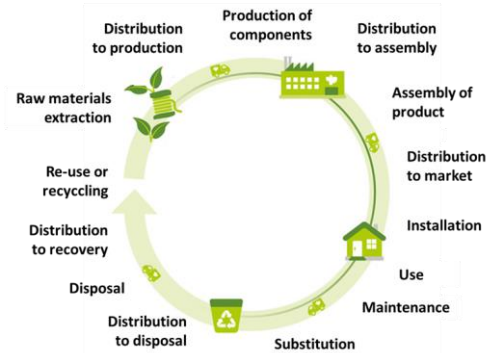 Production of
components
Distribution
to assembly
Assembly of
product
Distribution
to market
Installation
Use
Maintenance
Substitution
Distribution
to disposal
Disposal
Distribution
to recovery
Re-use or
recyccling
Raw materials
extraction
Distribution
to production